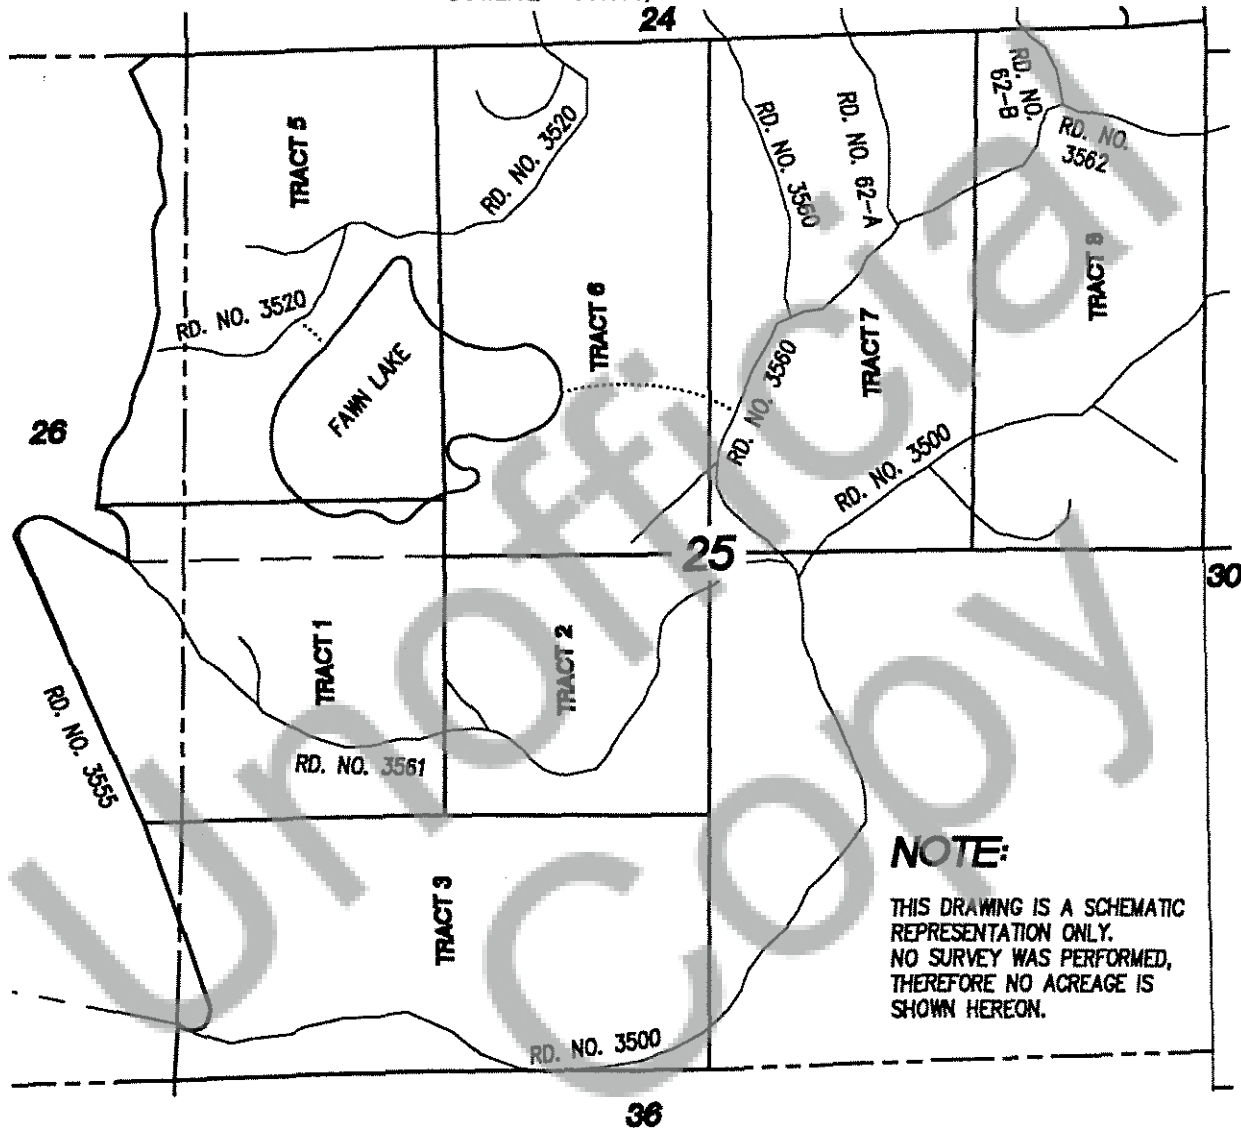 24
TRACT 5
RD. NO. 3520
RD. NO. 3560
RD. NO. 62-A
RD. NO.
62-B
RD. NO.
3562
TRACT 8
RD. NO. 3520
TRACT 6
TRACT 7
FAWN LAKE
RD. NO. 3560
26
RD. NO. 3500
25
30
TRACT 1
TRACT 2
RD. NO. 3555
RD. NO. 3561
TRACT 3
NOTE:
THIS DRAWING IS A SCHEMATIC
REPRESENTATION ONLY.
NO SURVEY WAS PERFORMED,
THEREFORE NO ACREAGE IS
SHOWN HEREON.
RD. NO. 3500
36
Unofficial
Copy